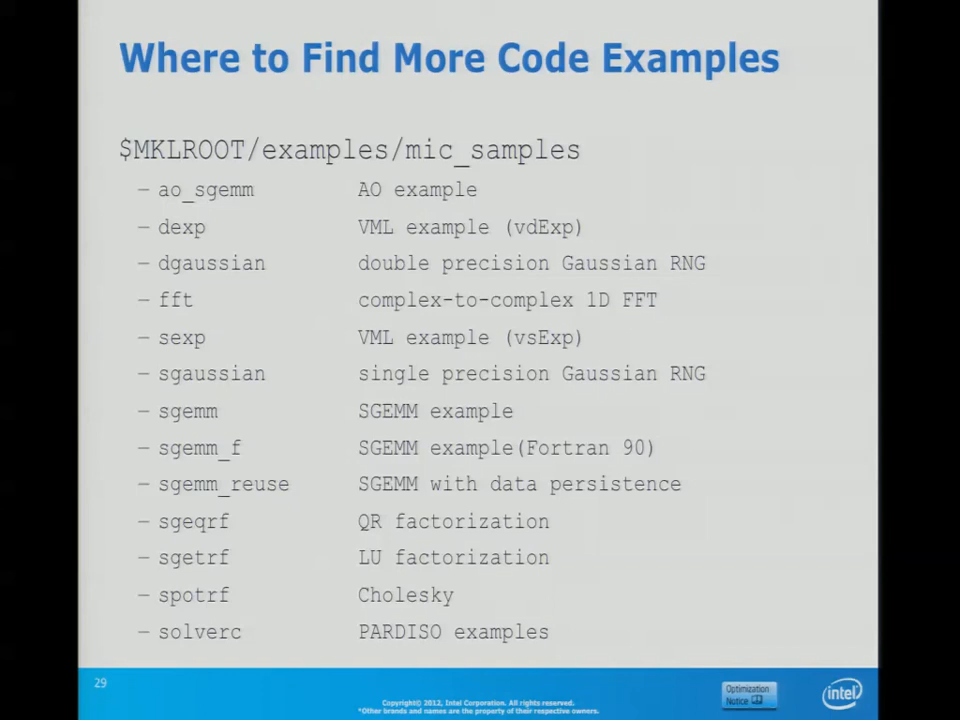 Where to Find More Code Examples
$MKLROOT/examples/mic_samples
– ao_sgemm AO example
– dexp VML example (vdExp)
– dgaussian double precision Gaussian RNG
– fft complex-to-complex 1D FFT
– sexp VML example (vsExp)
– sgaussian single precision Gaussian RNG
– sgemm SGEMM example
– sgemm_f SGEMM example(Fortran 90)
– sgemm_reuse SGEMM with data persistence
– sgeqrf QR factorization
– sgetrf LU factorization
– spotrf Cholesky
– solverc PARDISO examples
29
Copyright© 2012, Intel Corporation. All rights reserved.
*Other brands and names are the property of their respective owners.
Optimization
Notice
intel